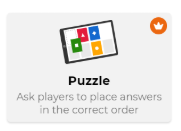 Puzzle
Ask players to place answers
in the correct order